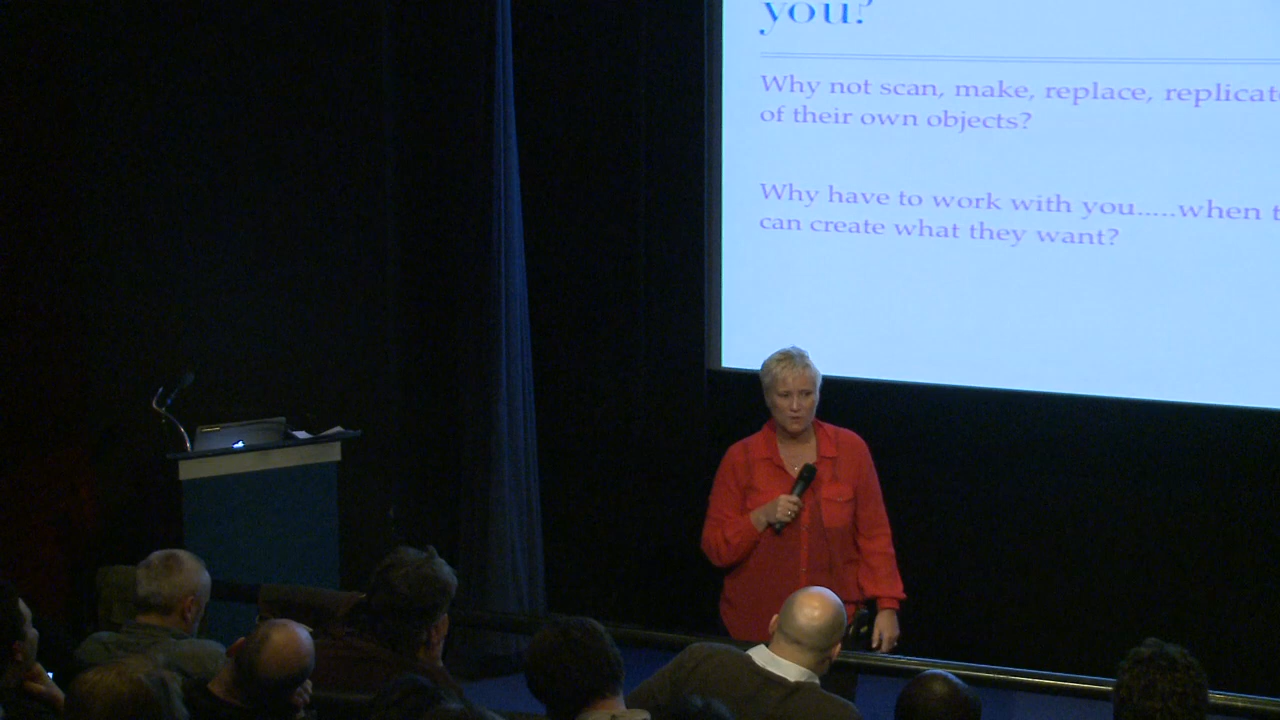 you?
Why not scan, make, replace, replicate
of their own objects?
Why have to work with you.....when
can create what they want?